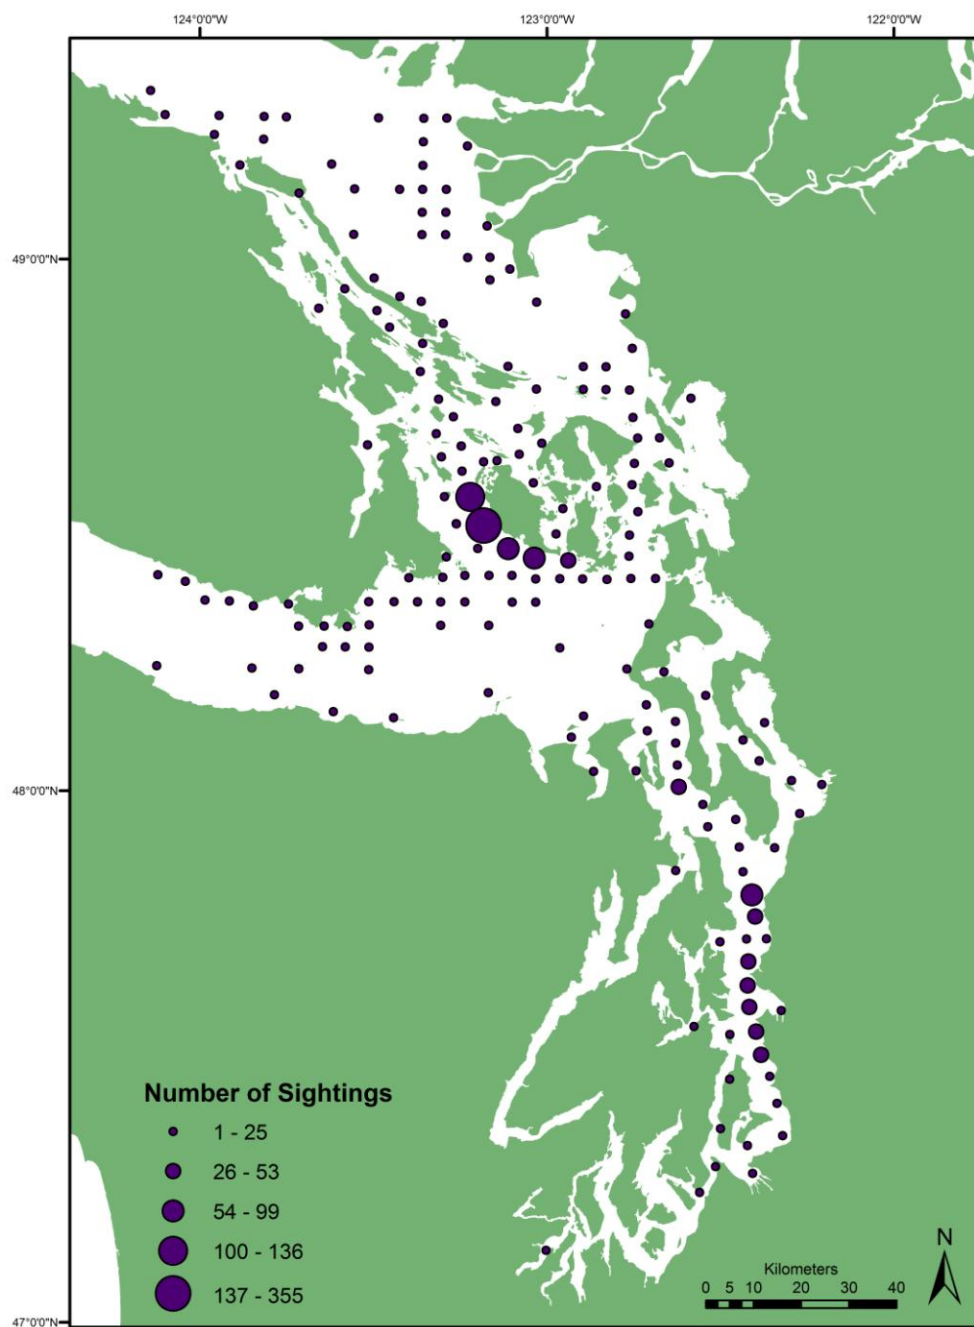 124°0'0"W 123°0'0"W 122°0'0"W
49°0'0"N
48°0'0"N
Number of Sightings
1 - 25
26 - 53
54 - 99
100 - 136
137 - 355
N
Kilometers
0 5 10 20 30 40
47°0'0"N